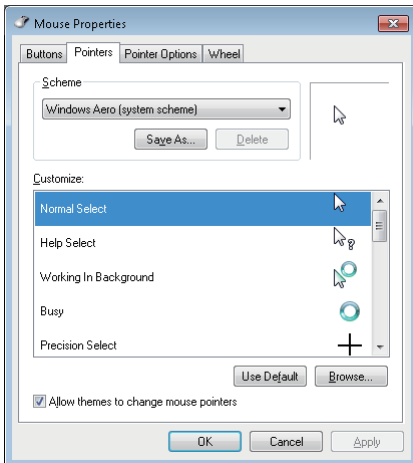 Mouse Properties
Buttons Pointers Pointer Options Wheel
Scheme
Windows Aero (system scheme)
Save As... Delete
Customize:
Normal Select
Help Select
Working In Background
Busy
Precision Select
Use Default Browse...
Allow themes to change mouse pointers
OK Cancel Apply